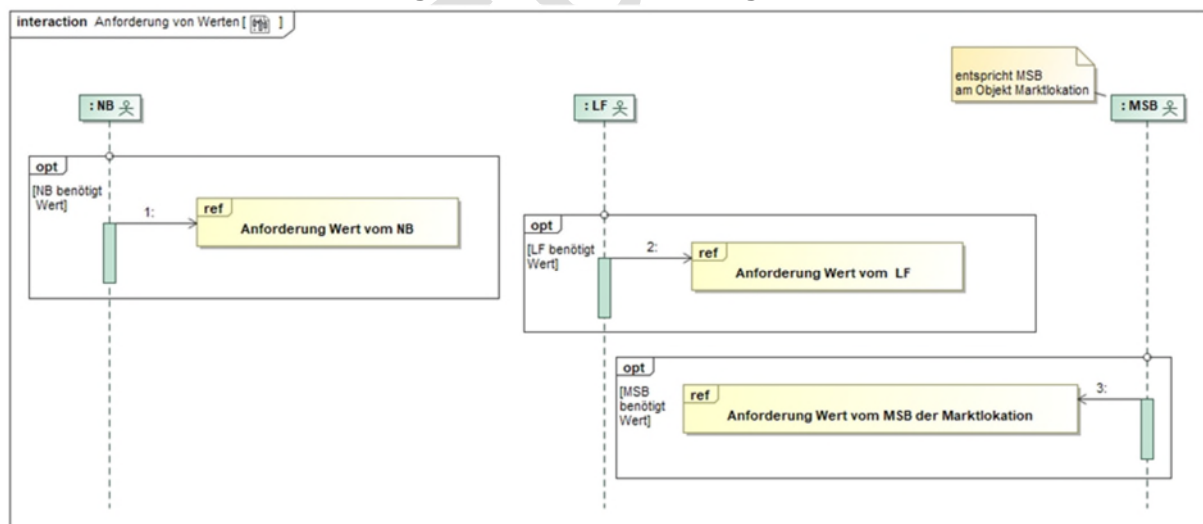 interaction Anforderung von Werten [ ]
entspricht MSB
am Objekt Marktlokation
: NB
: LF
: MSB
opt
[NB benötigt
Wert]
1:
ref
Anforderung Wert vom NB
opt
[LF benötigt
Wert]
2:
ref
Anforderung Wert vom LF
opt
[MSB
benötigt
Wert]
ref
Anforderung Wert vom MSB der Marktlokation
3: